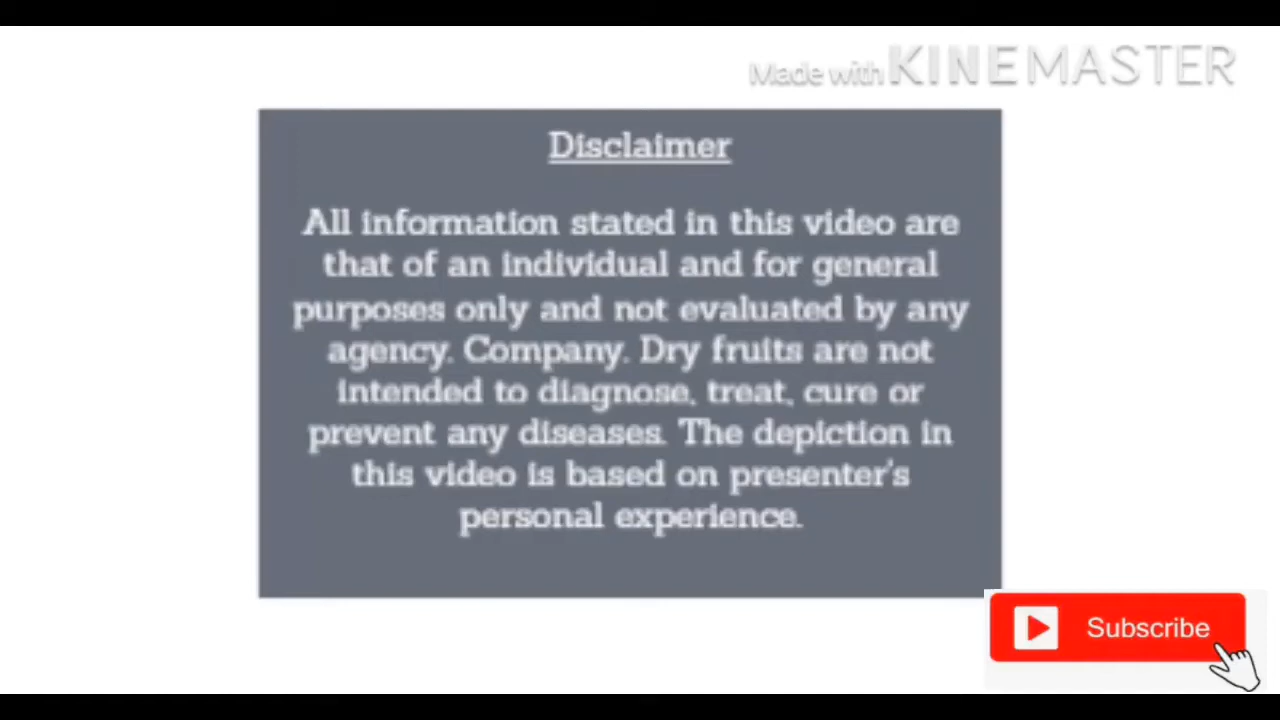 Made with KINEMASTER
Disclaimer
All information stated in this video are
that of an individual and for general
purposes only and not evaluated by any
agency. Company. Dry fruits are not
intended to diagnose, treat, cure or
prevent any diseases. The depiction in
this video is based on presenter's
personal experience.
Subscribe